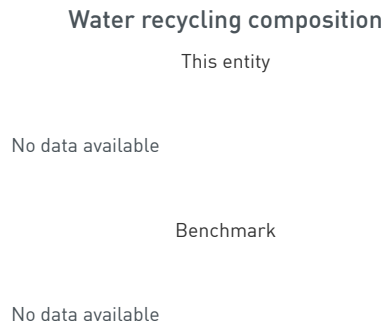 Water recycling composition
This entity
No data available
Benchmark
No data available